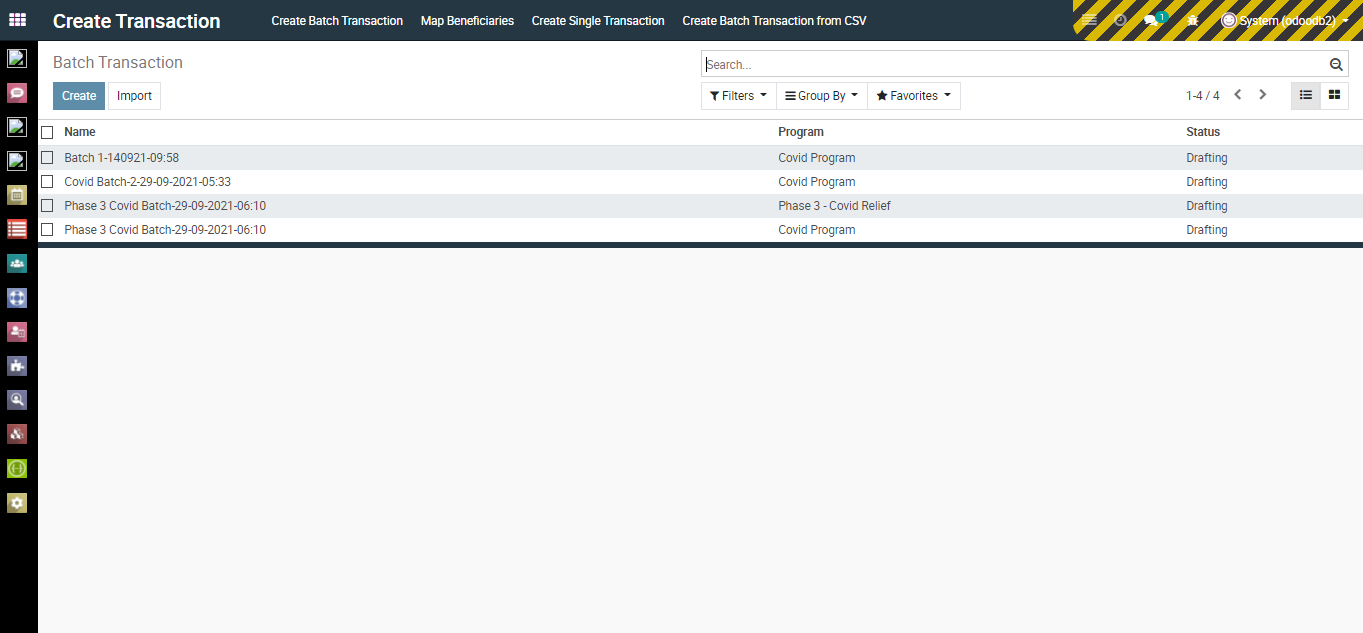 Create Transaction Create Batch Transaction Map Beneficiaries Create Single Transaction Create Batch Transaction from CSV 1 System (odoodb2)
Batch Transaction Search...
Create Import Filters Group By Favorites 1-4 / 4
Name Program Status
Batch 1-140921-09:58 Covid Program Drafting
Covid Batch-2-29-09-2021-05:33 Covid Program Drafting
Phase 3 Covid Batch-29-09-2021-06:10 Phase 3 - Covid Relief Drafting
Phase 3 Covid Batch-29-09-2021-06:10 Covid Program Drafting